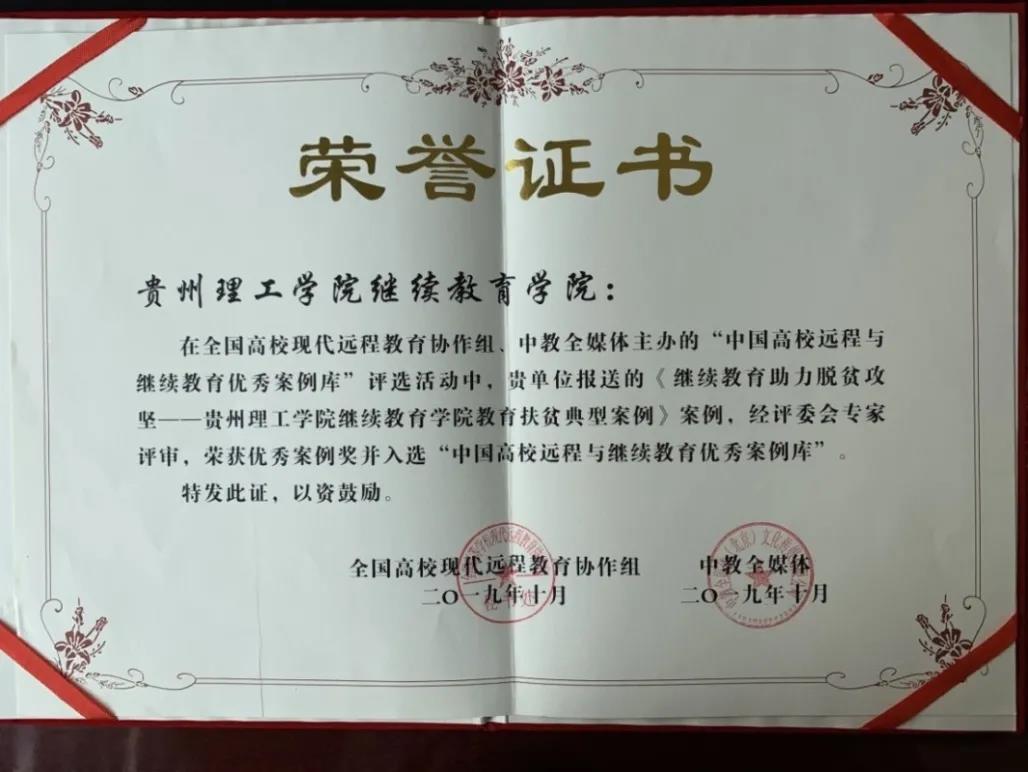 荣誉证书
贵州理工学院继续教育学院：
在全国高校现代远程教育协作组、中教全媒体主办的“中国高校远程与
继续教育优秀案例库”评选活动中，贵单位报送的《继续教育助力脱贫攻
坚——贵州理工学院继续教育学院教育扶贫典型案例》案例，经评委会专家
评审，荣获优秀案例奖并入选“中国高校远程与继续教育优秀案例库”。
特发此证，以资鼓励。
全国高校现代远程教育协作组 中教全媒体
二〇一九年十月 二〇一九年十月